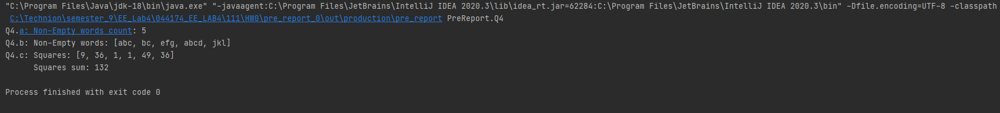 "C:\Program Files\Java\jdk-18\bin\java.exe" "-javaagent:C:\Program Files\JetBrains\IntelliJ IDEA 2020.3\lib\idea_rt.jar=62284:C:\Program Files\JetBrains\IntelliJ IDEA 2020.3\bin" -Dfile.encoding=UTF-8 -classpath
C:\Technion\semester_9\EE_Lab4\044174_EE_LAB4\111\HW0\pre_report_0\out\production\pre_report PreReport.Q4
Q4.a: Non-Empty words count: 5
Q4.b: Non-Empty words: [abc, bc, efg, abcd, jkl]
Q4.c: Squares: [9, 36, 1, 1, 49, 36]
Squares sum: 132
Process finished with exit code 0